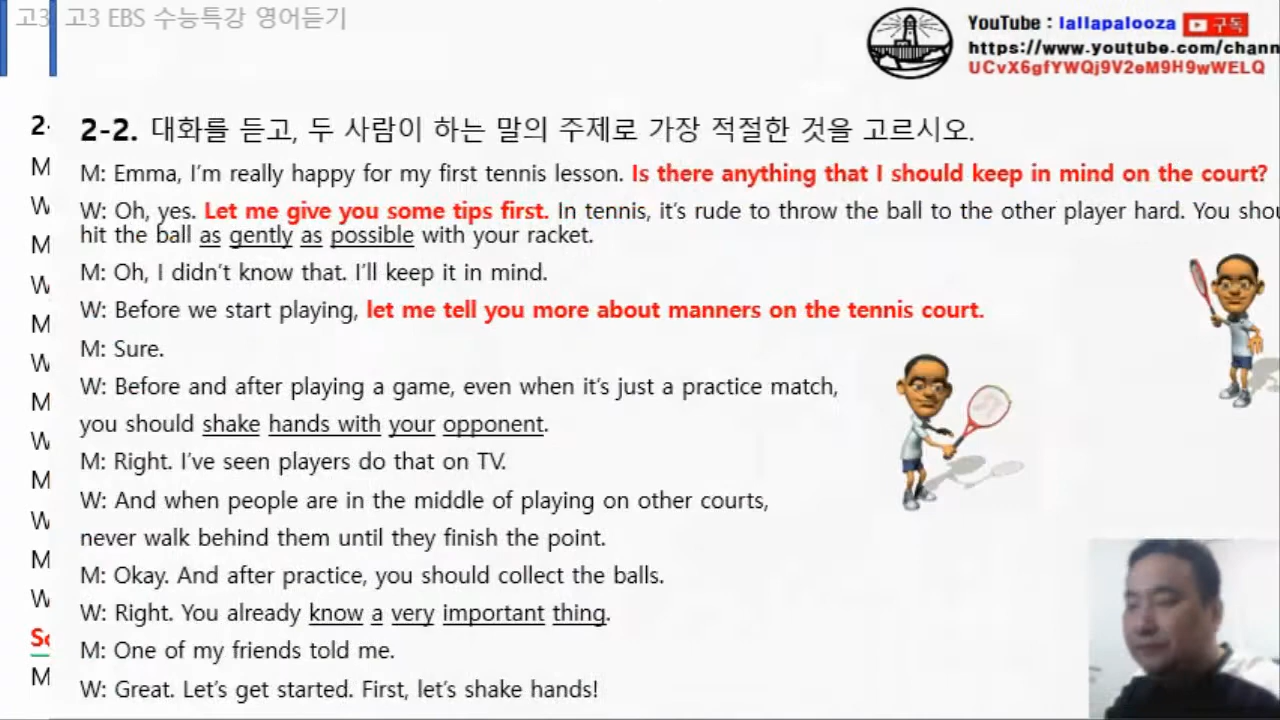 고3 고3 EBS 수능특강 영어듣기
YouTube : lallapalooza 구독
https://www.youtube.com/chann
UCvX6gfYWQj9V2eM9H9wWELQ
2-2. 대화를 듣고, 두 사람이 하는 말의 주제로 가장 적절한 것을 고르시오.
M: Emma, I'm really happy for my first tennis lesson. Is there anything that I should keep in mind on the court?
W: Oh, yes. Let me give you some tips first. In tennis, it's rude to throw the ball to the other player hard. You shou
hit the ball as gently as possible with your racket.
M: Oh, I didn't know that. I'll keep it in mind.
W: Before we start playing, let me tell you more about manners on the tennis court.
M: Sure.
W: Before and after playing a game, even when it's just a practice match,
you should shake hands with your opponent.
M: Right. I've seen players do that on TV.
W: And when people are in the middle of playing on other courts,
never walk behind them until they finish the point.
M: Okay. And after practice, you should collect the balls.
W: Right. You already know a very important thing.
M: One of my friends told me.
W: Great. Let's get started. First, let's shake hands!
2-
M
W
M
W
M
W
M
W
M
W
M
W
So
M